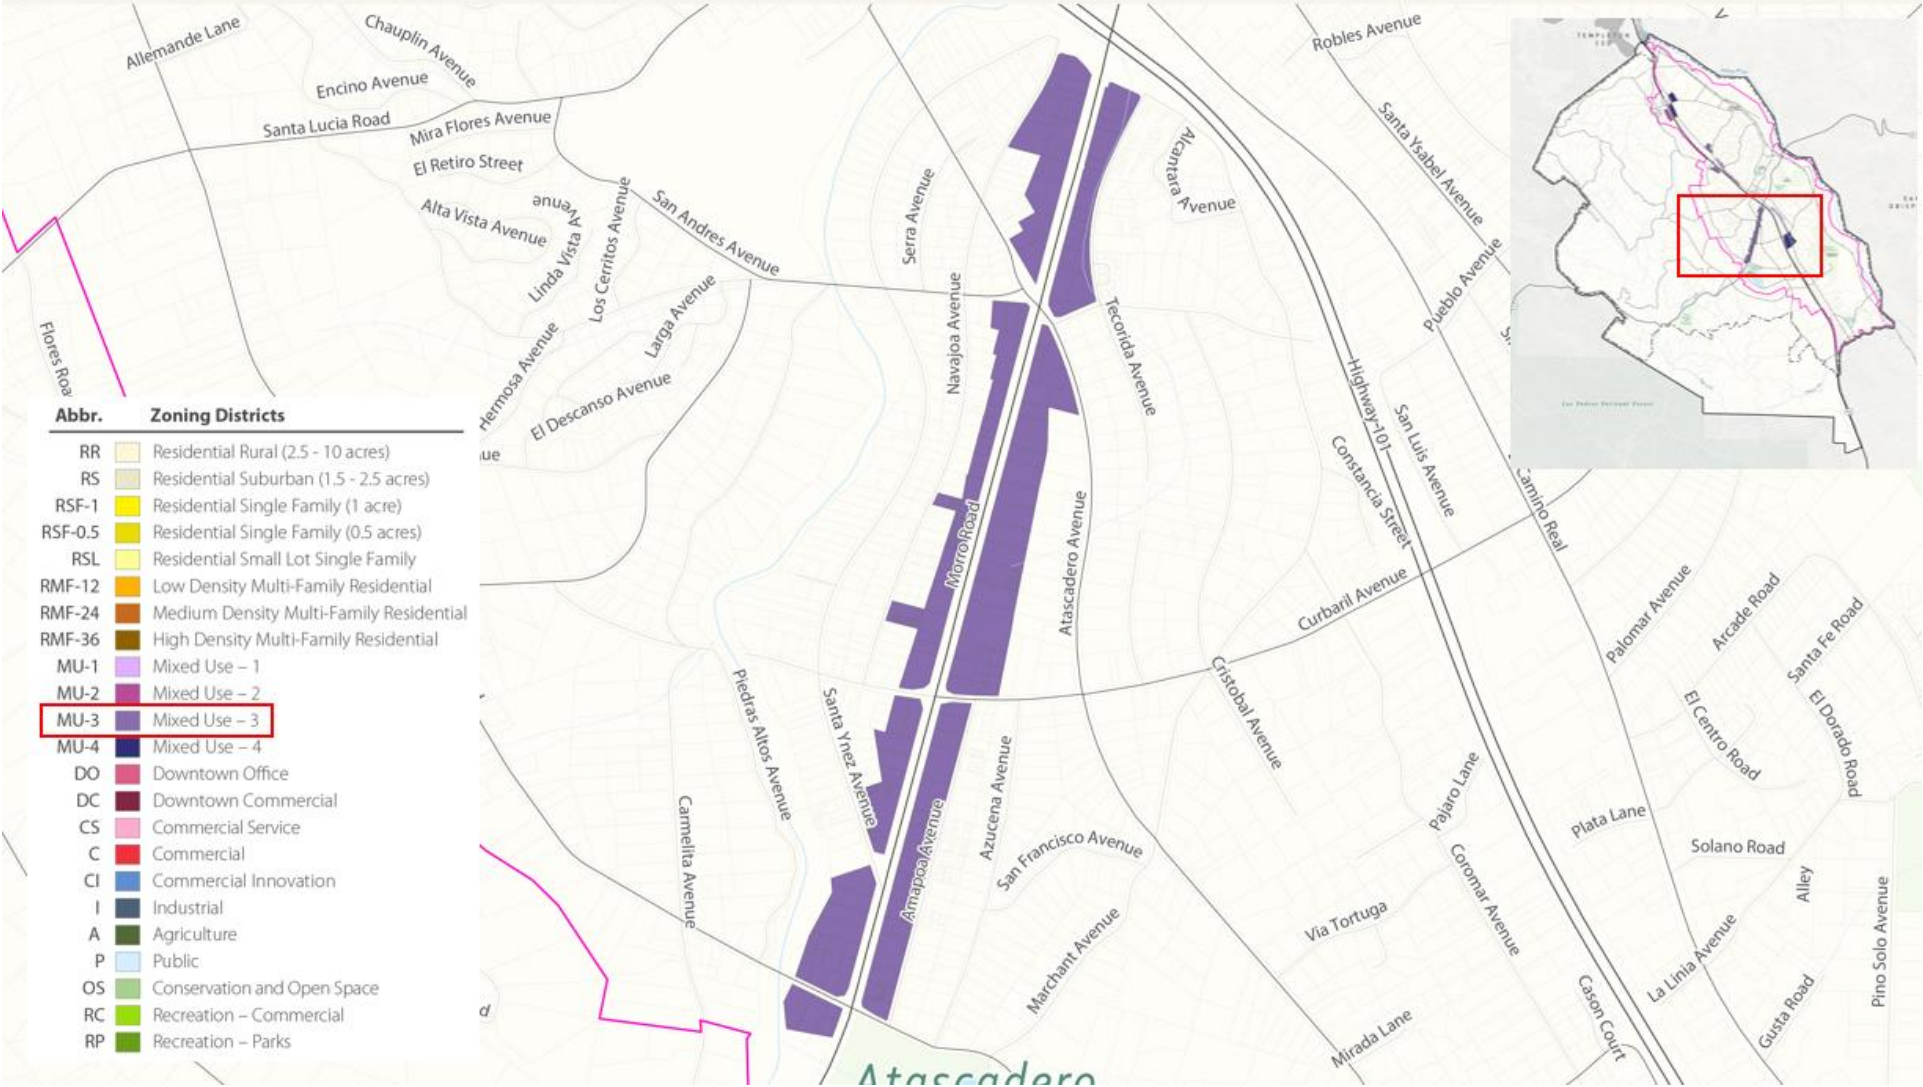 Allemande Lane
Chauplin Avenue
Encino Avenue
Santa Lucia Road
Mira Flores Avenue
El Retiro Street
Alta Vista Avenue
Avenue
Linda Vista A
Los Cerritos Avenue
San Andres Avenue
Larga Avenue
Hermosa Avenue
El Descanso Avenue
ue
Flores Roa
Serra Avenue
Navajoa Avenue
Alcantara Avenue
Tecorida Avenue
Robles Avenue
Santa Ysabel Avenue
Pueblo Avenue
Highway 101
San Luis Avenue
Constancia Street
Camino Real
Curbaril Avenue
Morro Road
Atascadero Avenue
Piedras Altos Avenue
Santa Ynez Avenue
Carmelita Avenue
Amapoa Avenue
Azucena Avenue
San Francisco Avenue
Marchant Avenue
Cristobal Avenue
Pajaro Lane
Coromar Avenue
Via Tortuga
Mirada Lane
Cason Court
Palomar Avenue
Arcade Road
Santa Fe Road
El Centro Road
El Dorado Road
Plata Lane
Solano Road
Alley
La Linia Avenue
Gusta Road
Pino Solo Avenue
d
Atascadero
TEMPLETON
Los Padres National Forest
Abbr. Zoning Districts
RR Residential Rural (2.5 - 10 acres)
RS Residential Suburban (1.5 - 2.5 acres)
RSF-1 Residential Single Family (1 acre)
RSF-0.5 Residential Single Family (0.5 acres)
RSL Residential Small Lot Single Family
RMF-12 Low Density Multi-Family Residential
RMF-24 Medium Density Multi-Family Residential
RMF-36 High Density Multi-Family Residential
MU-1 Mixed Use – 1
MU-2 Mixed Use – 2
MU-3 Mixed Use – 3
MU-4 Mixed Use – 4
DO Downtown Office
DC Downtown Commercial
CS Commercial Service
C Commercial
CI Commercial Innovation
I Industrial
A Agriculture
P Public
OS Conservation and Open Space
RC Recreation – Commercial
RP Recreation – Parks